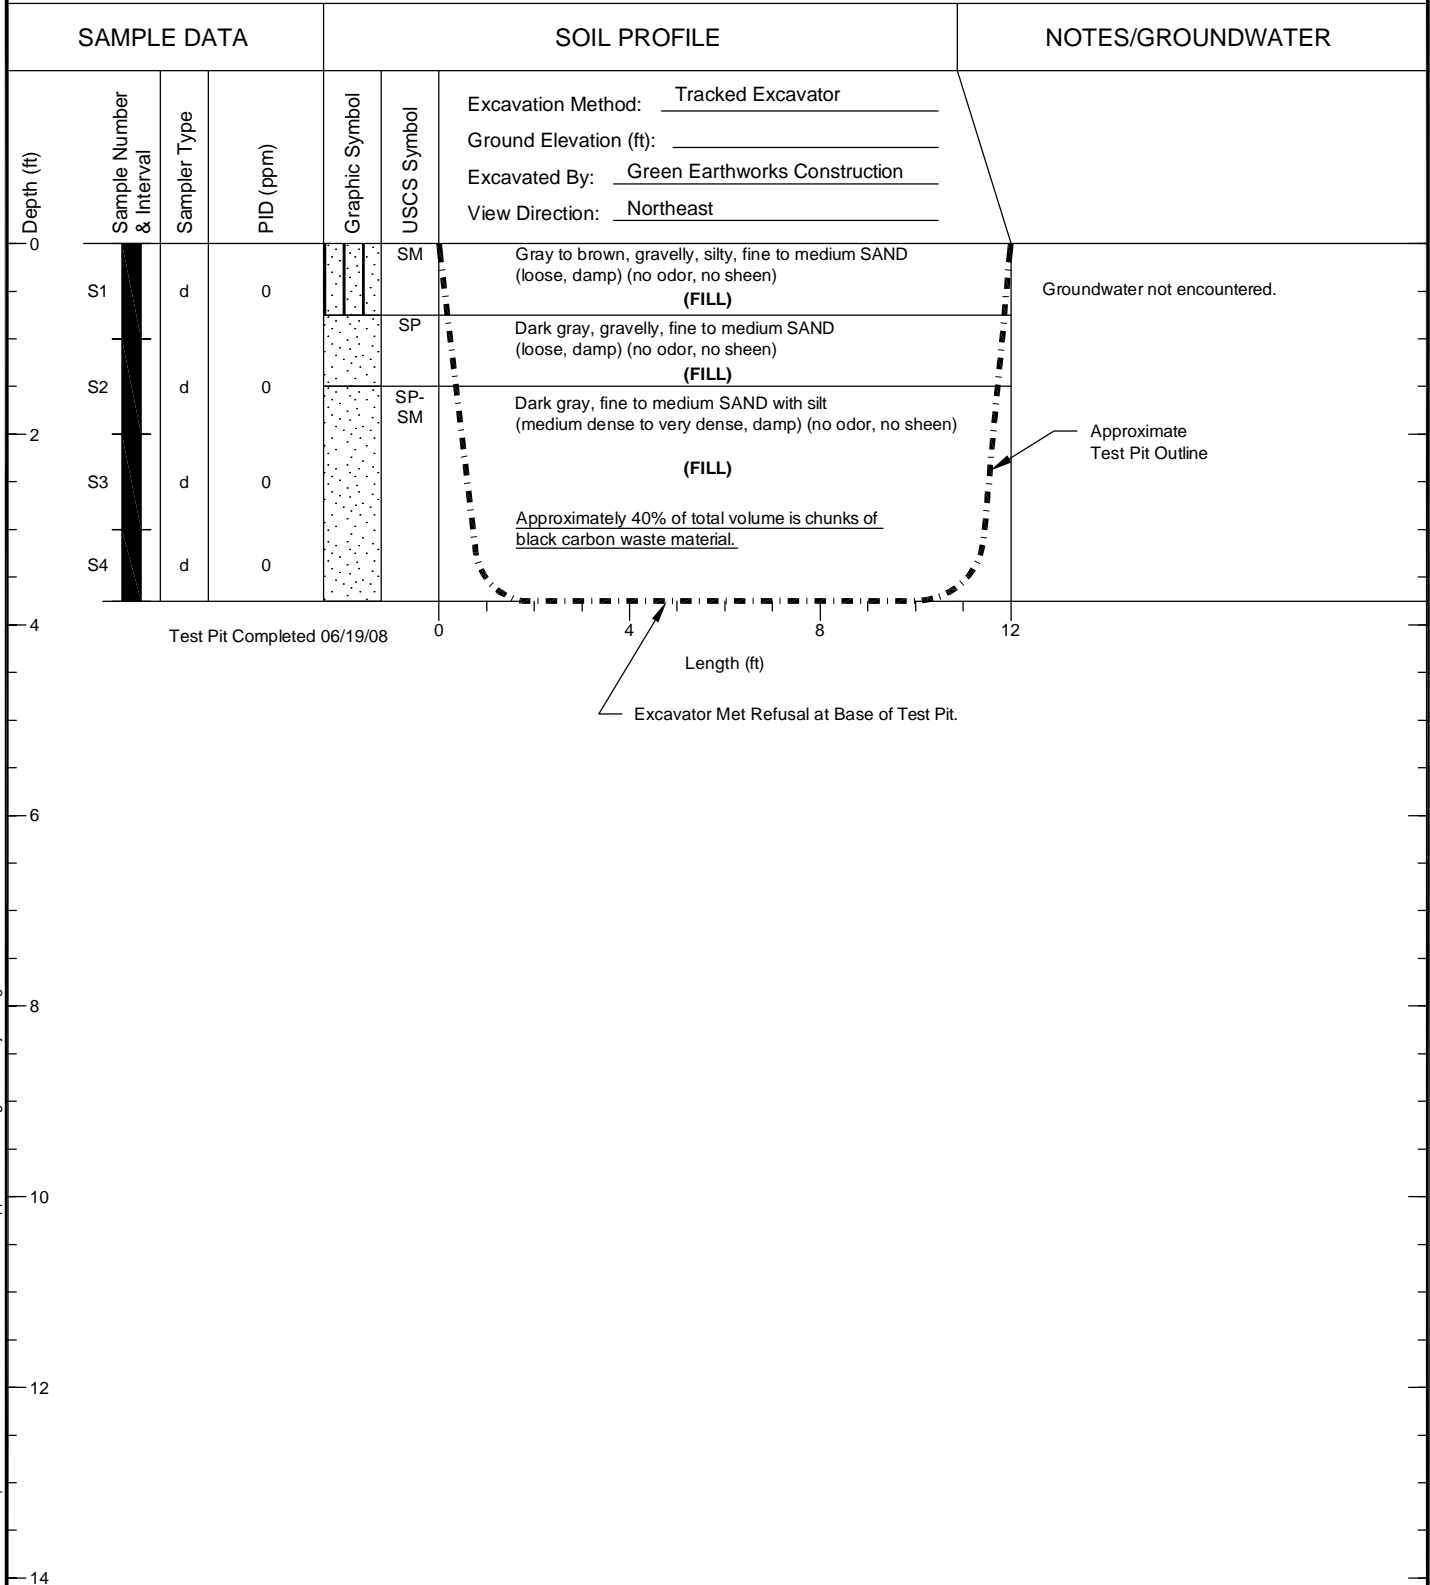 SAMPLE DATA
SOIL PROFILE
NOTES/GROUNDWATER
Depth (ft)
Sample Number
& Interval
Sampler Type
PID (ppm)
Graphic Symbol
USCS Symbol
Excavation Method: Tracked Excavator
Ground Elevation (ft):
Excavated By: Green Earthworks Construction
View Direction: Northeast
0
SM
Gray to brown, gravelly, silty, fine to medium SAND
(loose, damp) (no odor, no sheen)
(FILL)
S1 d 0
Groundwater not encountered.
SP
Dark gray, gravelly, fine to medium SAND
(loose, damp) (no odor, no sheen)
(FILL)
S2 d 0
SP-
SM
Dark gray, fine to medium SAND with silt
(medium dense to very dense, damp) (no odor, no sheen)
(FILL)
2
Approximate
Test Pit Outline
S3 d 0
Approximately 40% of total volume is chunks of
black carbon waste material.
S4 d 0
4
Test Pit Completed 06/19/08
0 4 8 12
Length (ft)
Excavator Met Refusal at Base of Test Pit.
6
8
10
12
14